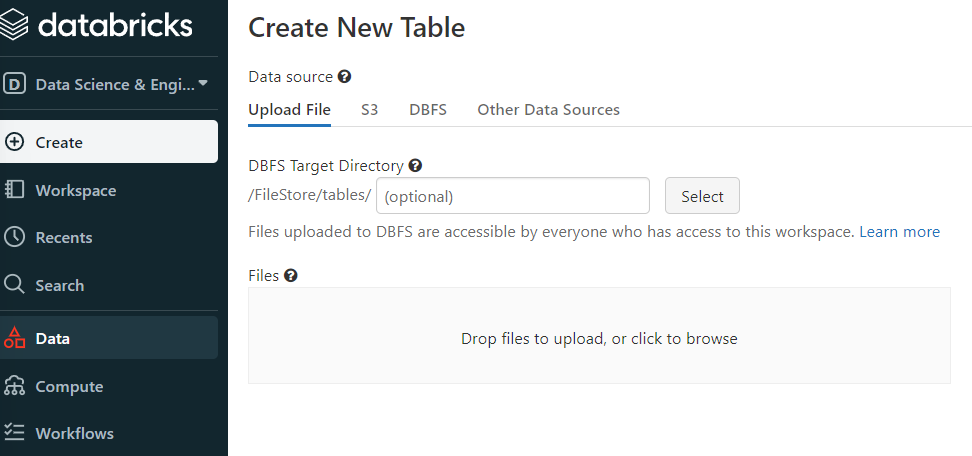 databricks
D Data Science & Engi...
Create
Workspace
Recents
Search
Data
Compute
Workflows
Create New Table
Data source
Upload File S3 DBFS Other Data Sources
DBFS Target Directory
/FileStore/tables/ (optional) Select
Files uploaded to DBFS are accessible by everyone who has access to this workspace. Learn more
Files
Drop files to upload, or click to browse